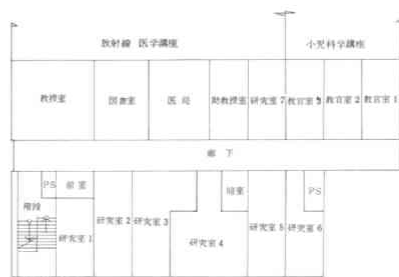 放射線 医学講座
小児科学講座
教授室
図書室
医局
助教授室
研究室 7
教官室 3
教官室 2
教官室 1
廊 下
PS
前室
暗室
PS
階段
研究室 1
研究室 2
研究室 3
研究室 4
研究室 5
研究室 6